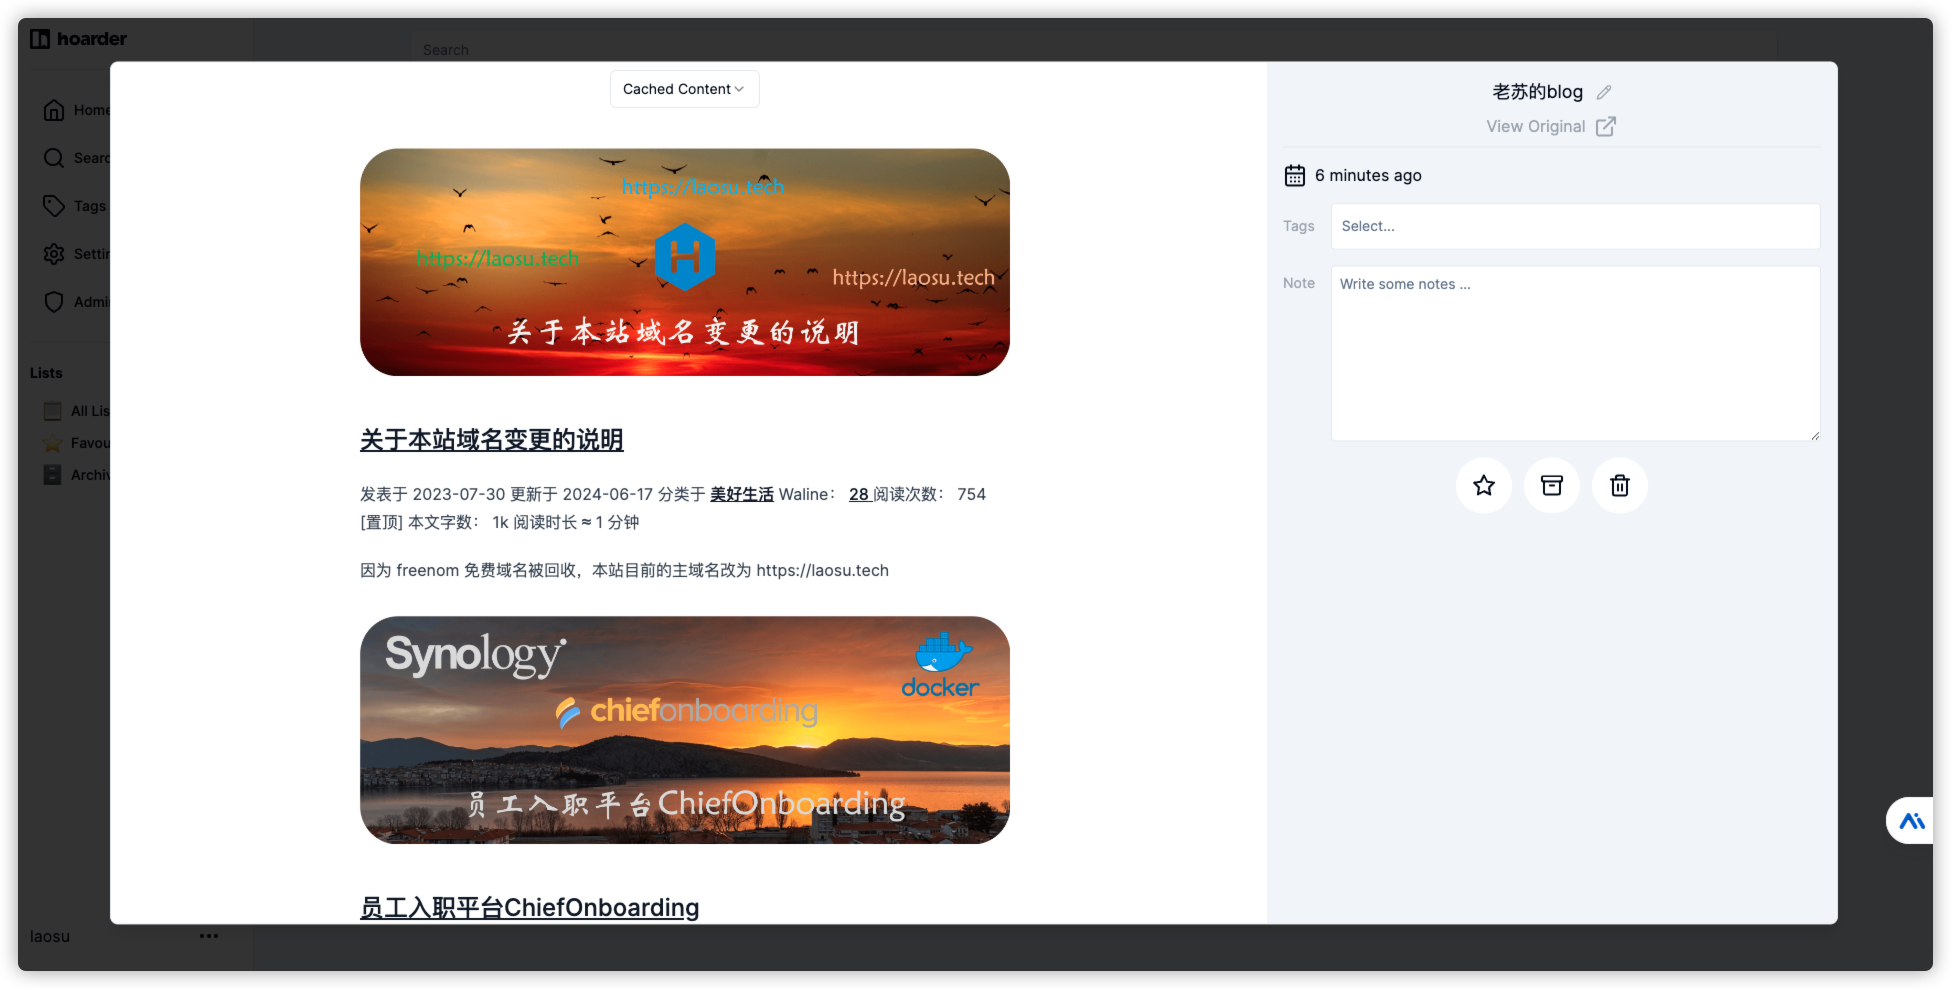 hoarder
Search
Home
Searc
Tags
Settin
Admi
Lists
All Lis
Favou
Archiv
laosu
Cached Content
https://laosu.tech
https://laosu.tech
https://laosu.tech
关于本站域名变更的说明
关于本站域名变更的说明
发表于 2023-07-30 更新于 2024-06-17 分类于 美好生活 Waline： 28 阅读次数： 754
[置顶] 本文字数： 1k 阅读时长 ≈ 1 分钟
因为 freenom 免费域名被回收，本站目前的主域名改为 https://laosu.tech
Synology
docker
chiefonboarding
员工入职平台ChiefOnboarding
员工入职平台ChiefOnboarding
老苏的blog
View Original
6 minutes ago
Tags
Select...
Note
Write some notes ...